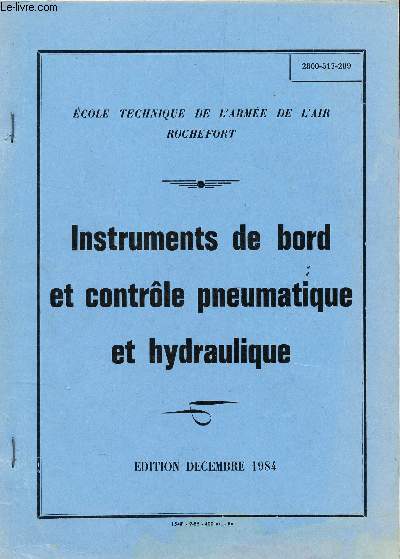 Le-livre.com
2800-517-209
ÉCOLE TECHNIQUE DE L'ARMÉE DE L'AIR
ROCHEFORT
Instruments de bord
et contrôle pneumatique
et hydraulique
EDITION DECEMBRE 1984